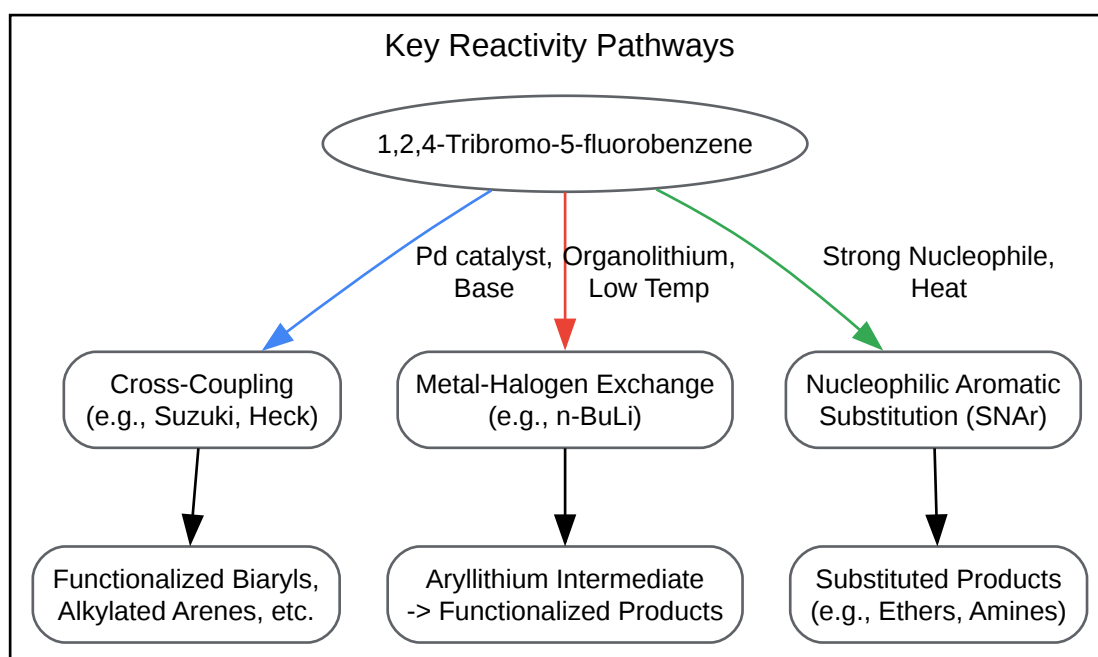 Key Reactivity Pathways
1,2,4-Tribromo-5-fluorobenzene
Pd catalyst,
Base
Organolithium,
Low Temp
Strong Nucleophile,
Heat
Cross-Coupling
(e.g., Suzuki, Heck)
Metal-Halogen Exchange
(e.g., n-BuLi)
Nucleophilic Aromatic
Substitution (SNAr)
Functionalized Biaryls,
Alkylated Arenes, etc.
Aryllithium Intermediate
-> Functionalized Products
Substituted Products
(e.g., Ethers, Amines)